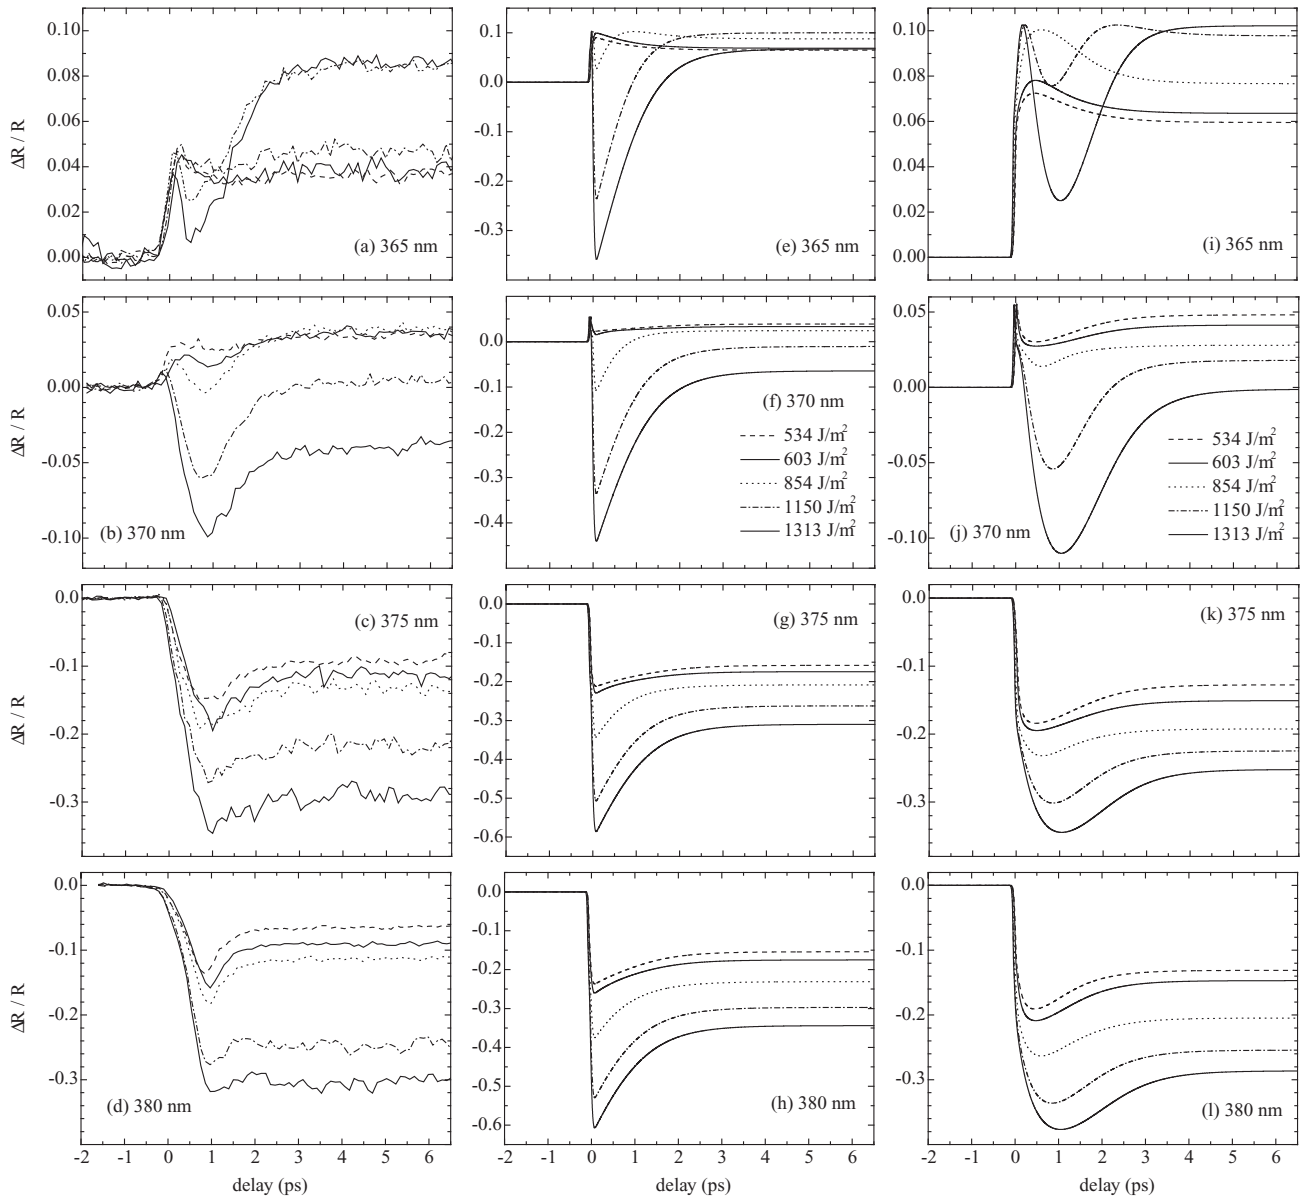 0.10
0.08
0.06
0.04
0.02
0.00
ΔR / R
(a) 365 nm
0.1
0.0
-0.1
-0.2
-0.3
(e) 365 nm
0.10
0.08
0.06
0.04
0.02
0.00
(i) 365 nm
0.05
0.00
-0.05
-0.10
ΔR / R
(b) 370 nm
0.0
-0.1
-0.2
-0.3
-0.4
(f) 370 nm
534 J/m²
603 J/m²
854 J/m²
1150 J/m²
1313 J/m²
0.05
0.00
-0.05
-0.10
534 J/m²
603 J/m²
854 J/m²
1150 J/m²
1313 J/m²
(j) 370 nm
0.0
-0.1
-0.2
-0.3
ΔR / R
(c) 375 nm
0.0
-0.1
-0.2
-0.3
-0.4
-0.5
-0.6
(g) 375 nm
0.0
-0.1
-0.2
-0.3
(k) 375 nm
0.0
-0.1
-0.2
-0.3
ΔR / R
(d) 380 nm
-2 -1 0 1 2 3 4 5 6
delay (ps)
0.0
-0.1
-0.2
-0.3
-0.4
-0.5
-0.6
(h) 380 nm
-2 -1 0 1 2 3 4 5 6
delay (ps)
0.0
-0.1
-0.2
-0.3
(l) 380 nm
-2 -1 0 1 2 3 4 5 6
delay (ps)